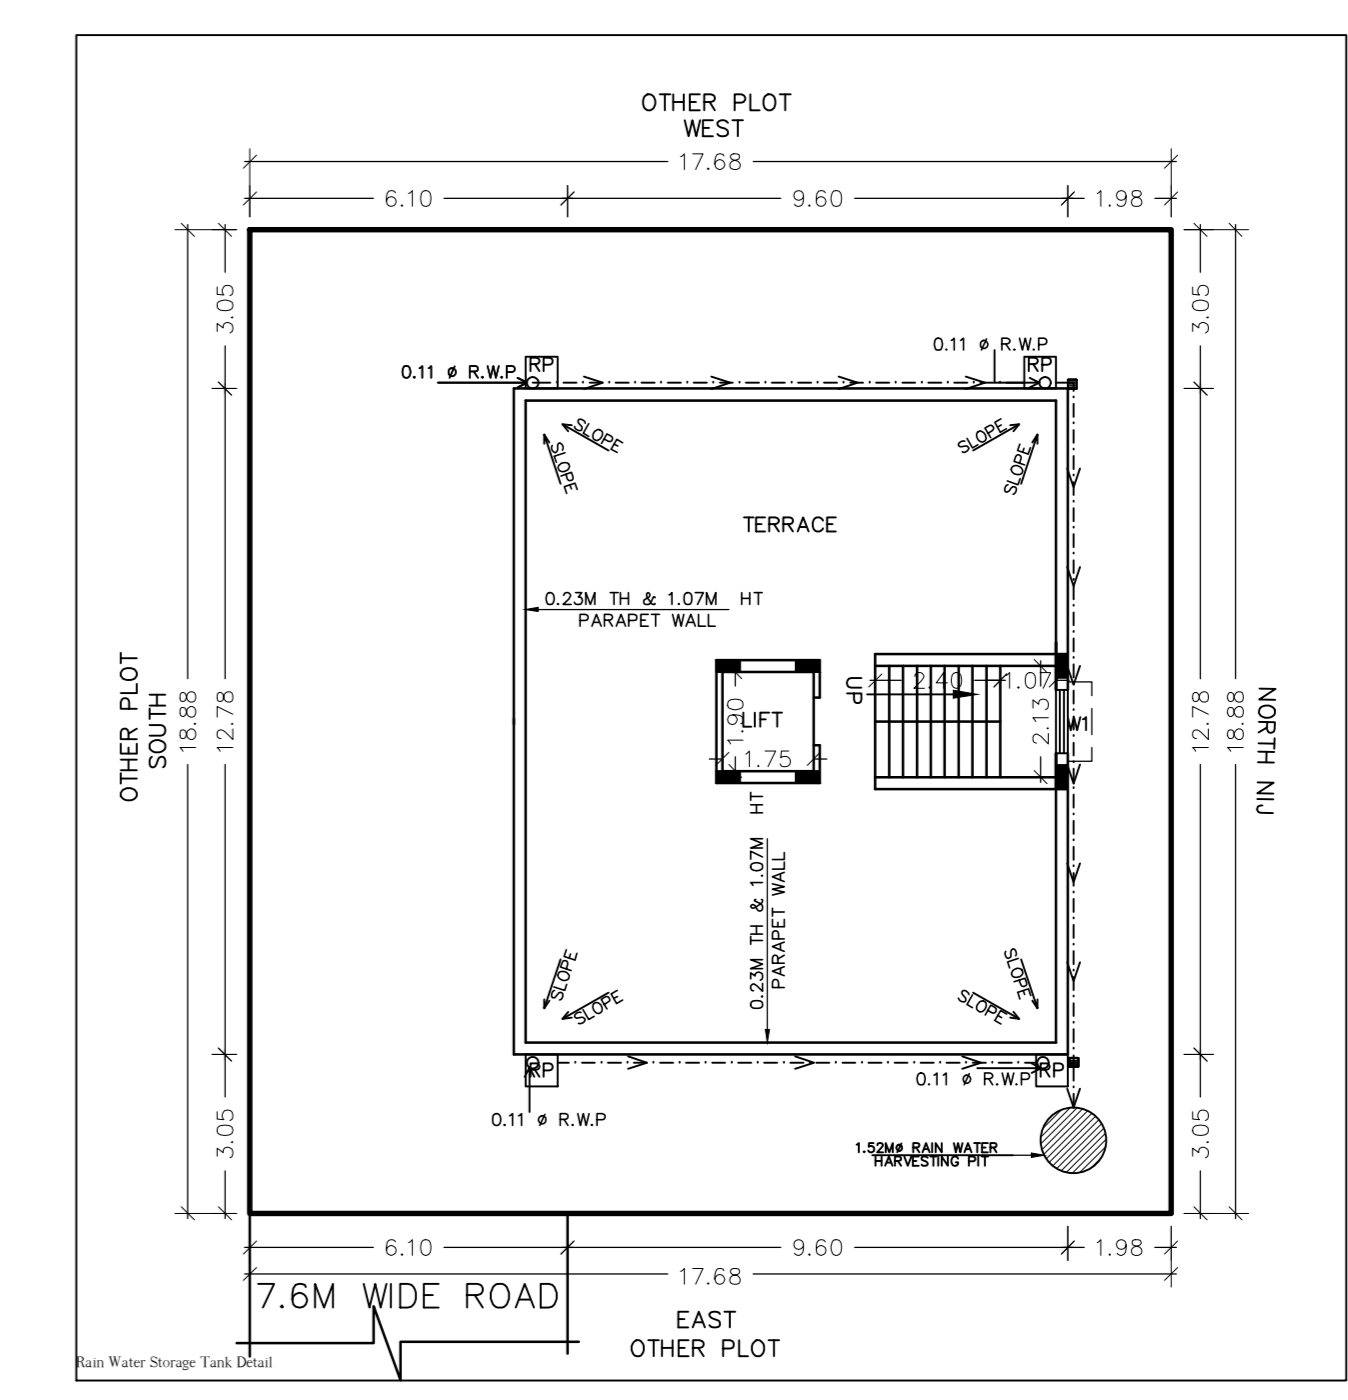 OTHER PLOT
WEST
17.68
6.10
9.60
1.98
3.05
3.05
0.11 ø R.W.P
RP
0.11 ø R.W.P
RP
SLOPE
SLOPE
SLOPE
SLOPE
TERRACE
0.23M TH & 1.07M HT
PARAPET WALL
OTHER PLOT
SOUTH
18.88
12.78
LIFT
1.90
1.75
UP
2.40
1.07
2.13
W1
12.78
18.88
NORTH NIJ
0.23M TH & 1.07M HT
PARAPET WALL
SLOPE
SLOPE
SLOPE
SLOPE
RP
0.11 ø R.W.P
RP
0.11 ø R.W.P
3.05
1.52Mø RAIN WATER
HARVESTING PIT
3.05
6.10
9.60
1.98
17.68
7.6M WIDE ROAD
EAST
OTHER PLOT
Rain Water Storage Tank Detail